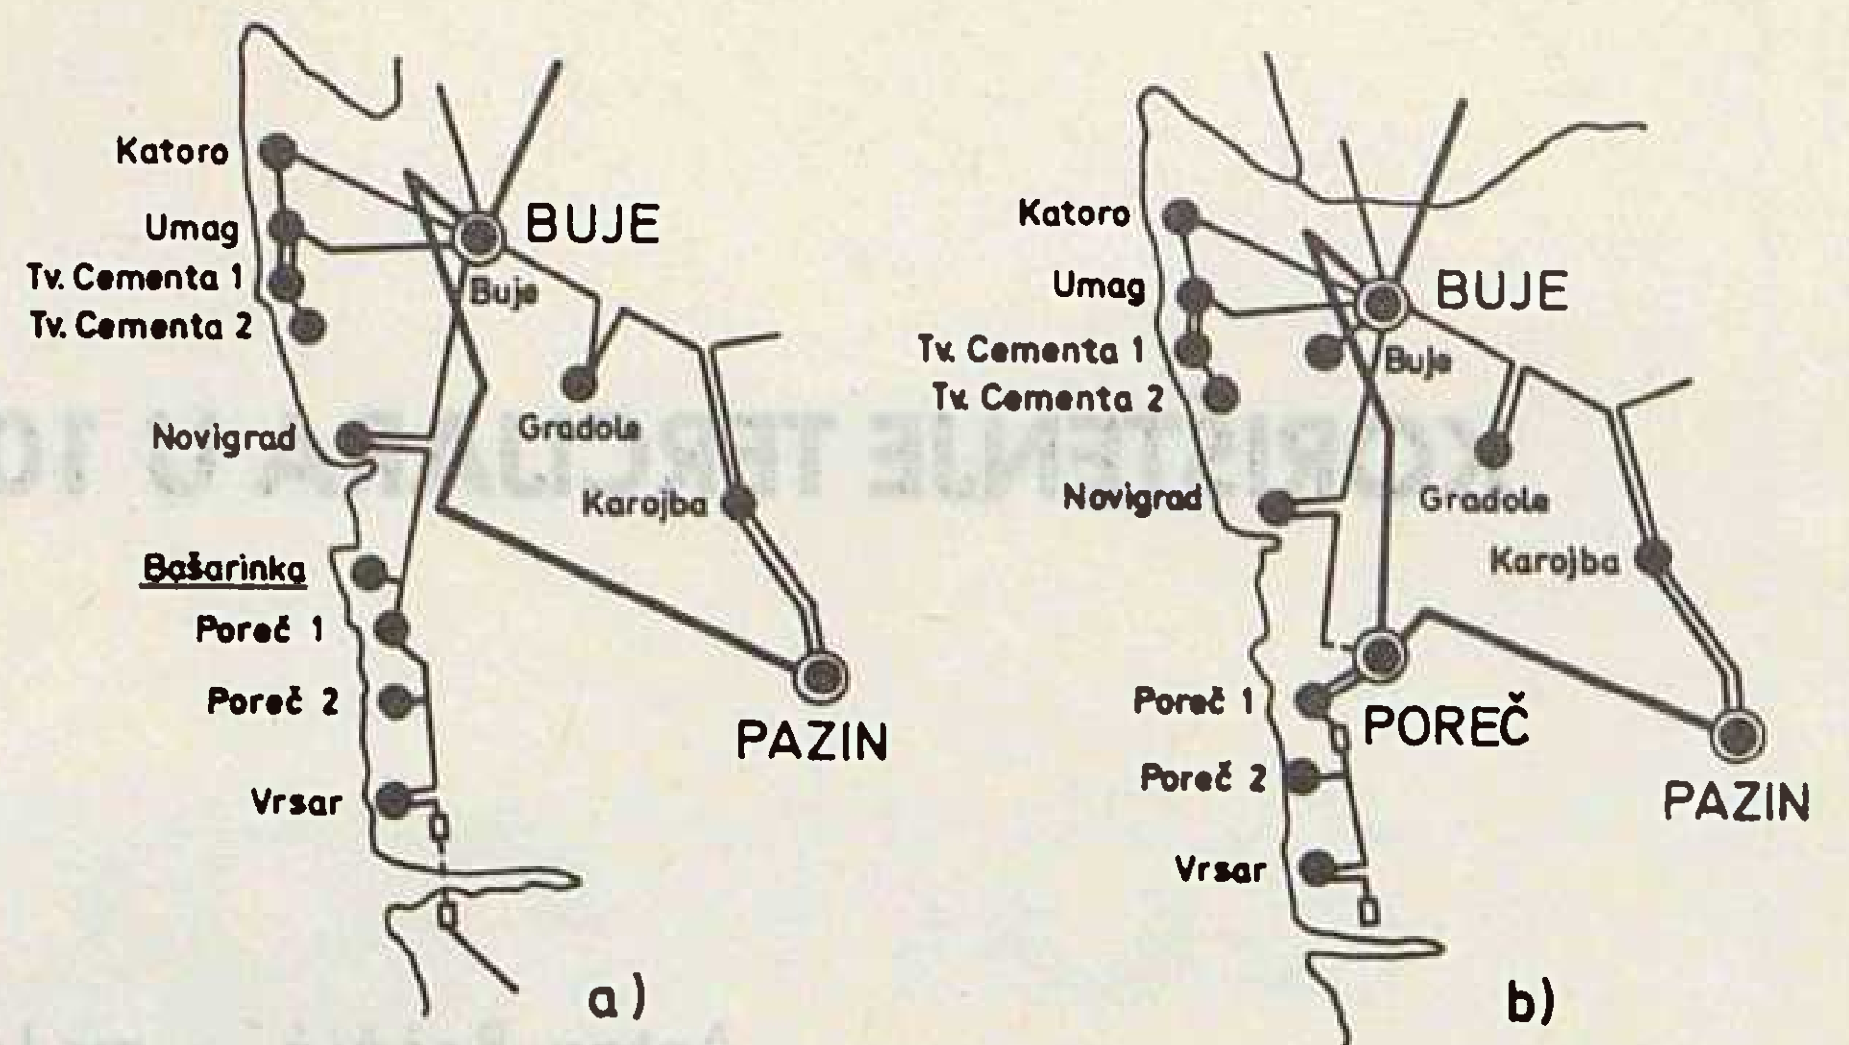 Katoro
Umag
BUJE
Tv. Cementa 1
Buje
Tv. Cementa 2
Novigrad
Gradole
Karojba
Bašarinka
Poreč 1
Poreč 2
PAZIN
Vrsar
a)
Katoro
Umag
BUJE
Tv. Cementa 1
Buje
Tv. Cementa 2
Novigrad
Gradole
Karojba
Poreč 1
POREČ
Poreč 2
PAZIN
Vrsar
b)